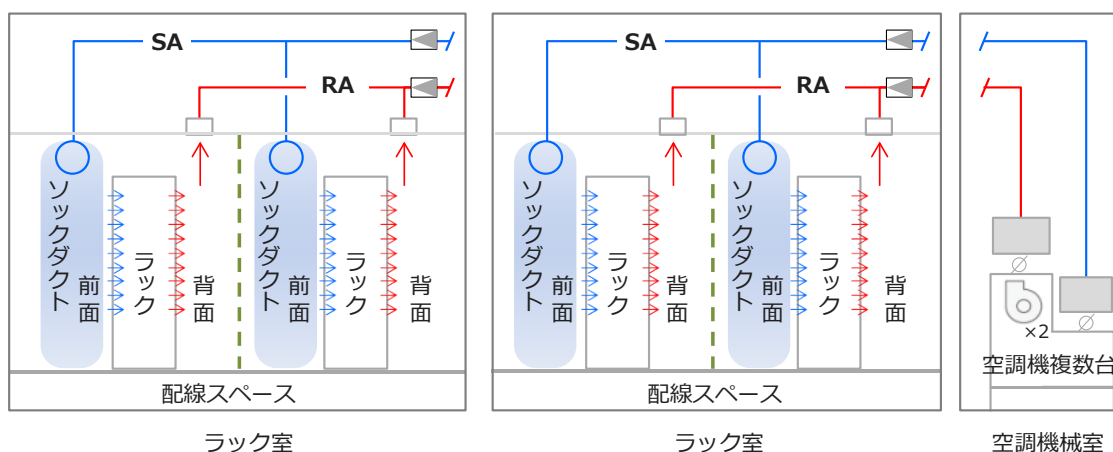 SA
RA
ソックダクト
前面
ラック
背面
ソックダクト
前面
ラック
背面
配線スペース
ラック室
SA
RA
ソックダクト
前面
ラック
背面
ソックダクト
前面
ラック
背面
配線スペース
ラック室
×2
空調機複数台
空調機械室